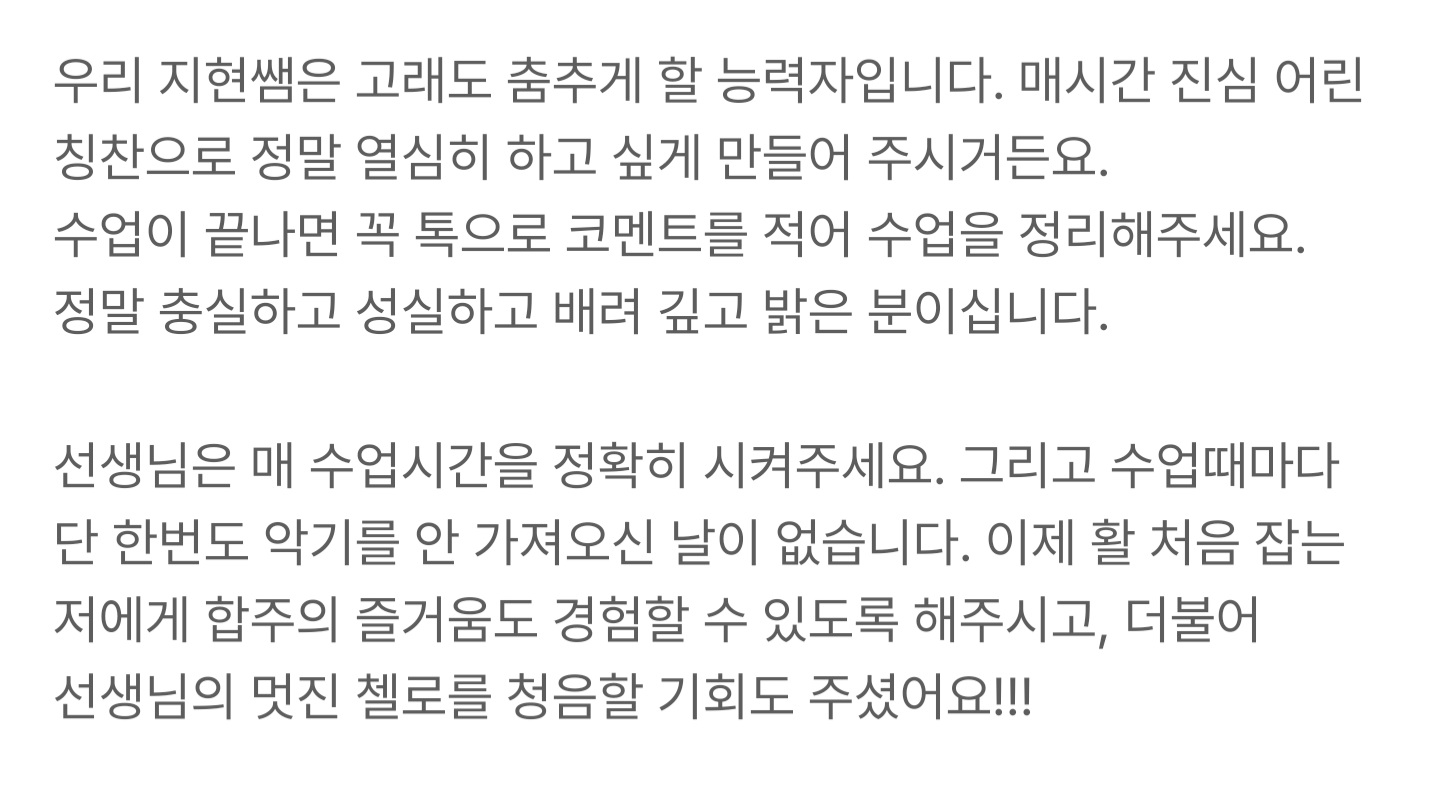 우리 지현쌤은 고래도 춤추게 할 능력자입니다. 매시간 진심 어린
칭찬으로 정말 열심히 하고 싶게 만들어 주시거든요.
수업이 끝나면 꼭 톡으로 코멘트를 적어 수업을 정리해주세요.
정말 충실하고 성실하고 배려 깊고 밝은 분이십니다.
선생님은 매 수업시간을 정확히 시켜주세요. 그리고 수업때마다
단 한번도 악기를 안 가져오신 날이 없습니다. 이제 활 처음 잡는
저에게 합주의 즐거움도 경험할 수 있도록 해주시고, 더불어
선생님의 멋진 첼로를 청음할 기회도 주셨어요!!!